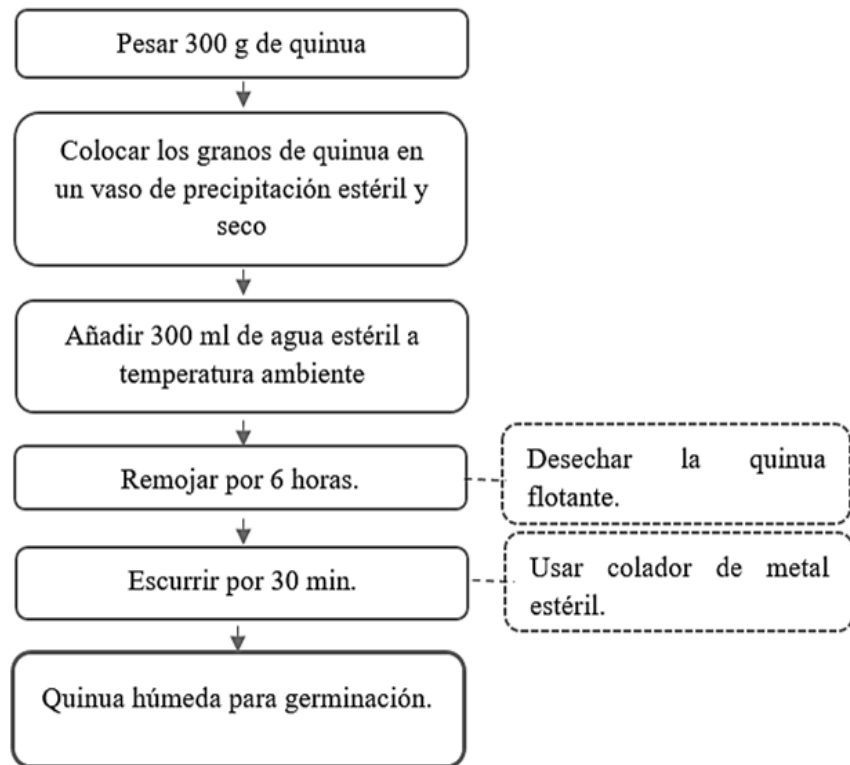 Pesar 300 g de quinua
Colocar los granos de quinua en
un vaso de precipitación estéril y
seco
Añadir 300 ml de agua estéril a
temperatura ambiente
Remojar por 6 horas.
Desechar la quinua
flotante.
Escurrir por 30 min.
Usar colador de metal
estéril.
Quinua húmeda para germinación.